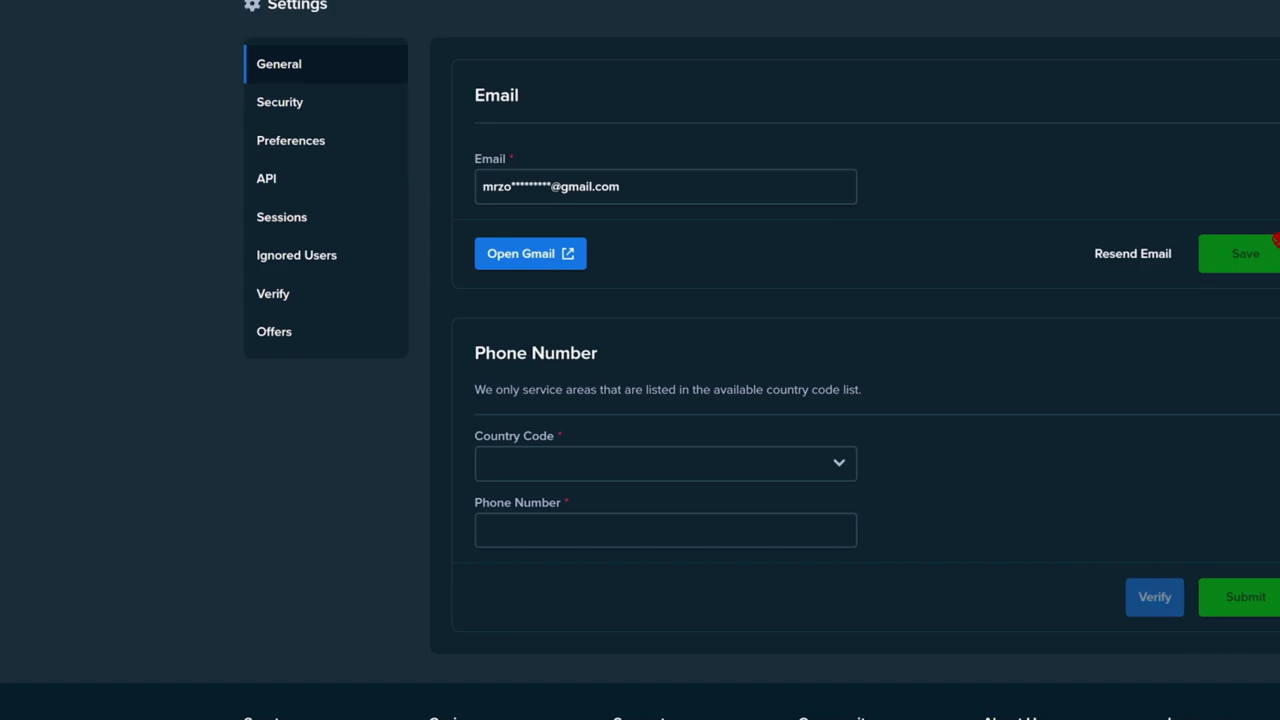 Settings
General
Security
Preferences
API
Sessions
Ignored Users
Verify
Offers
Email
Email *
mrzo*********@gmail.com
Open Gmail
Resend Email
Save
Phone Number
We only service areas that are listed in the available country code list.
Country Code *
Phone Number *
Verify
Submit